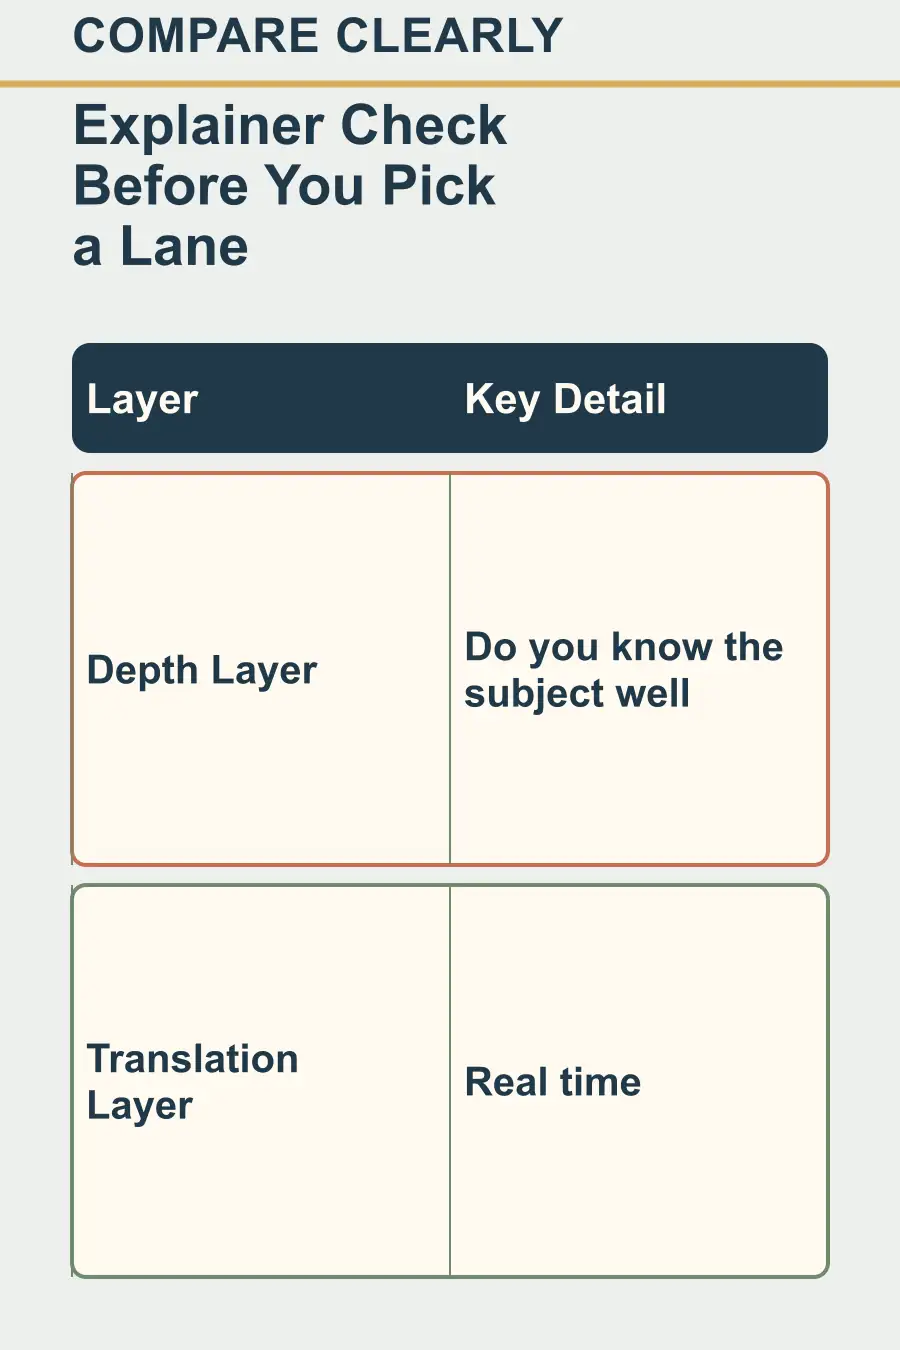 COMPARE CLEARLY
Explainer Check
Before You Pick
a Lane
Layer
Key Detail
Depth Layer
Do you know the
subject well
Translation
Layer
Real time